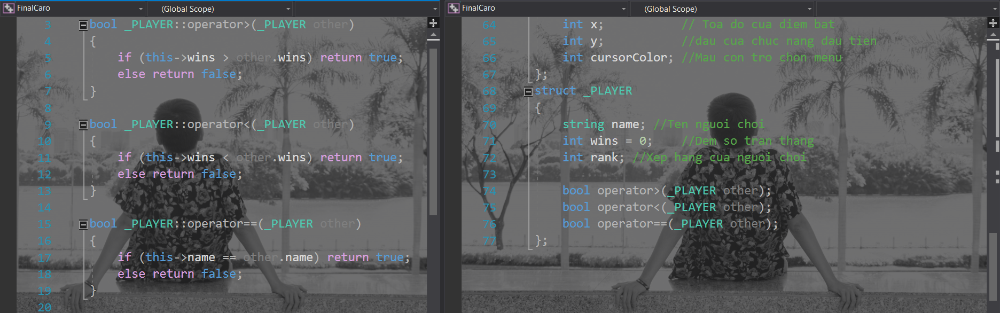 FinalCaro
(Global Scope)
3 bool _PLAYER::operator>(_PLAYER other)
4 {
5 if (this->wins > other.wins) return true;
6 else return false;
7 }
8
9 bool _PLAYER::operator<(_PLAYER other)
10 {
11 if (this->wins < other.wins) return true;
12 else return false;
13 }
14
15 bool _PLAYER::operator==(_PLAYER other)
16 {
17 if (this->name == other.name) return true;
18 else return false;
19 }
20
FinalCaro
(Global Scope)
64 int x; // Toa do cua diem bat
65 int y; //dau cua chuc nang dau tien
66 int cursorColor; //Mau con tro chon menu
67 };
68 struct _PLAYER
69 {
70 string name; //Ten nguoi choi
71 int wins = 0; //Dem so tran thang
72 int rank; //Xep hang cua nguoi choi
73
74 bool operator>(_PLAYER other);
75 bool operator<(_PLAYER other);
76 bool operator==(_PLAYER other);
77 };